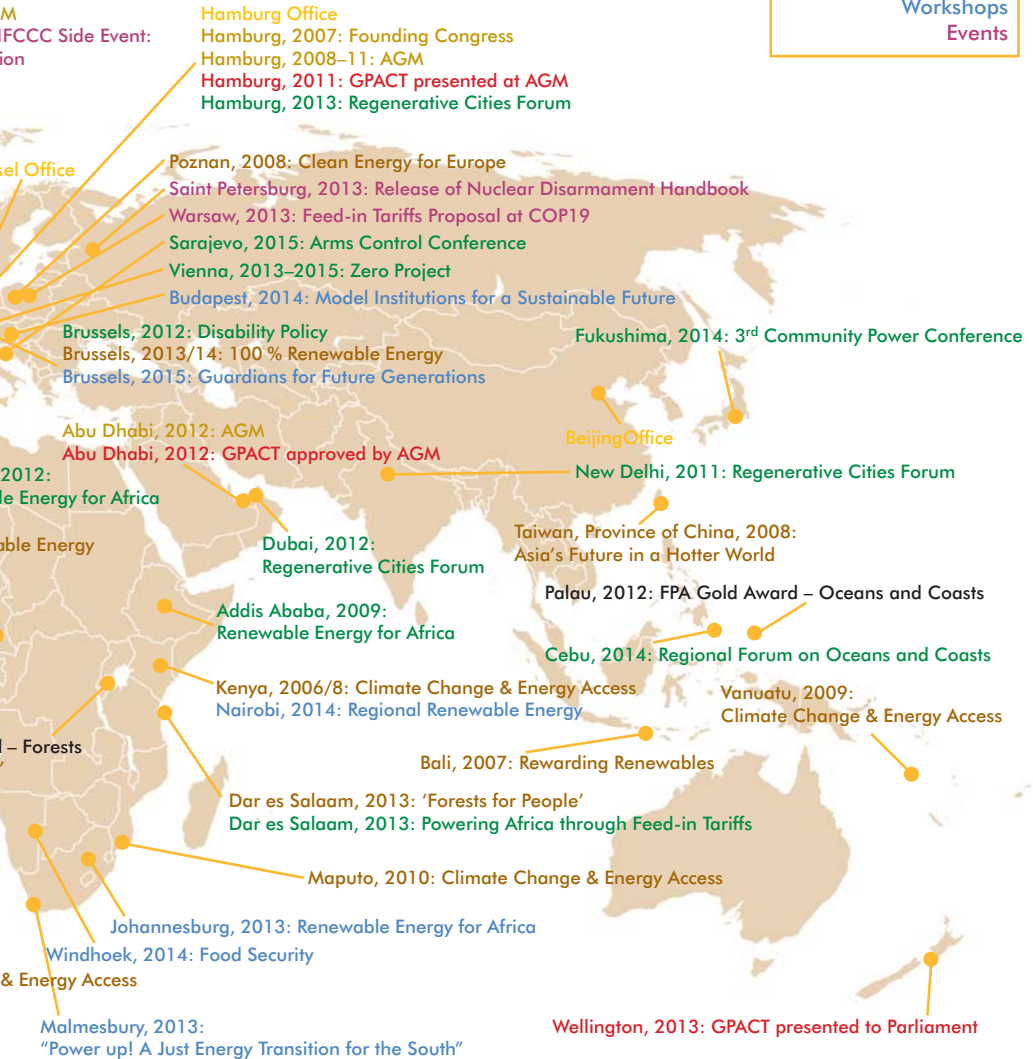 M
IFCCC Side Event:
ion
Hamburg Office
Hamburg, 2007: Founding Congress
Hamburg, 2008–11: AGM
Hamburg, 2011: GPACT presented at AGM
Hamburg, 2013: Regenerative Cities Forum
Workshops
Events
sel Office
Poznan, 2008: Clean Energy for Europe
Saint Petersburg, 2013: Release of Nuclear Disarmament Handbook
Warsaw, 2013: Feed-in Tariffs Proposal at COP19
Sarajevo, 2015: Arms Control Conference
Vienna, 2013–2015: Zero Project
Budapest, 2014: Model Institutions for a Sustainable Future
Brussels, 2012: Disability Policy
Brussels, 2013/14: 100 % Renewable Energy
Brussels, 2015: Guardians for Future Generations
Fukushima, 2014: 3rd Community Power Conference
BeijingOffice
Abu Dhabi, 2012: AGM
Abu Dhabi, 2012: GPACT approved by AGM
2012:
le Energy for Africa
New Delhi, 2011: Regenerative Cities Forum
able Energy
Dubai, 2012:
Regenerative Cities Forum
Taiwan, Province of China, 2008:
Asia’s Future in a Hotter World
Palau, 2012: FPA Gold Award – Oceans and Coasts
Addis Ababa, 2009:
Renewable Energy for Africa
Cebu, 2014: Regional Forum on Oceans and Coasts
Kenya, 2006/8: Climate Change & Energy Access
Nairobi, 2014: Regional Renewable Energy
Vanuatu, 2009:
Climate Change & Energy Access
– Forests
Bali, 2007: Rewarding Renewables
Dar es Salaam, 2013: ‘Forests for People’
Dar es Salaam, 2013: Powering Africa through Feed-in Tariffs
Maputo, 2010: Climate Change & Energy Access
Johannesburg, 2013: Renewable Energy for Africa
Windhoek, 2014: Food Security
& Energy Access
Malmesbury, 2013:
“Power up! A Just Energy Transition for the South”
Wellington, 2013: GPACT presented to Parliament